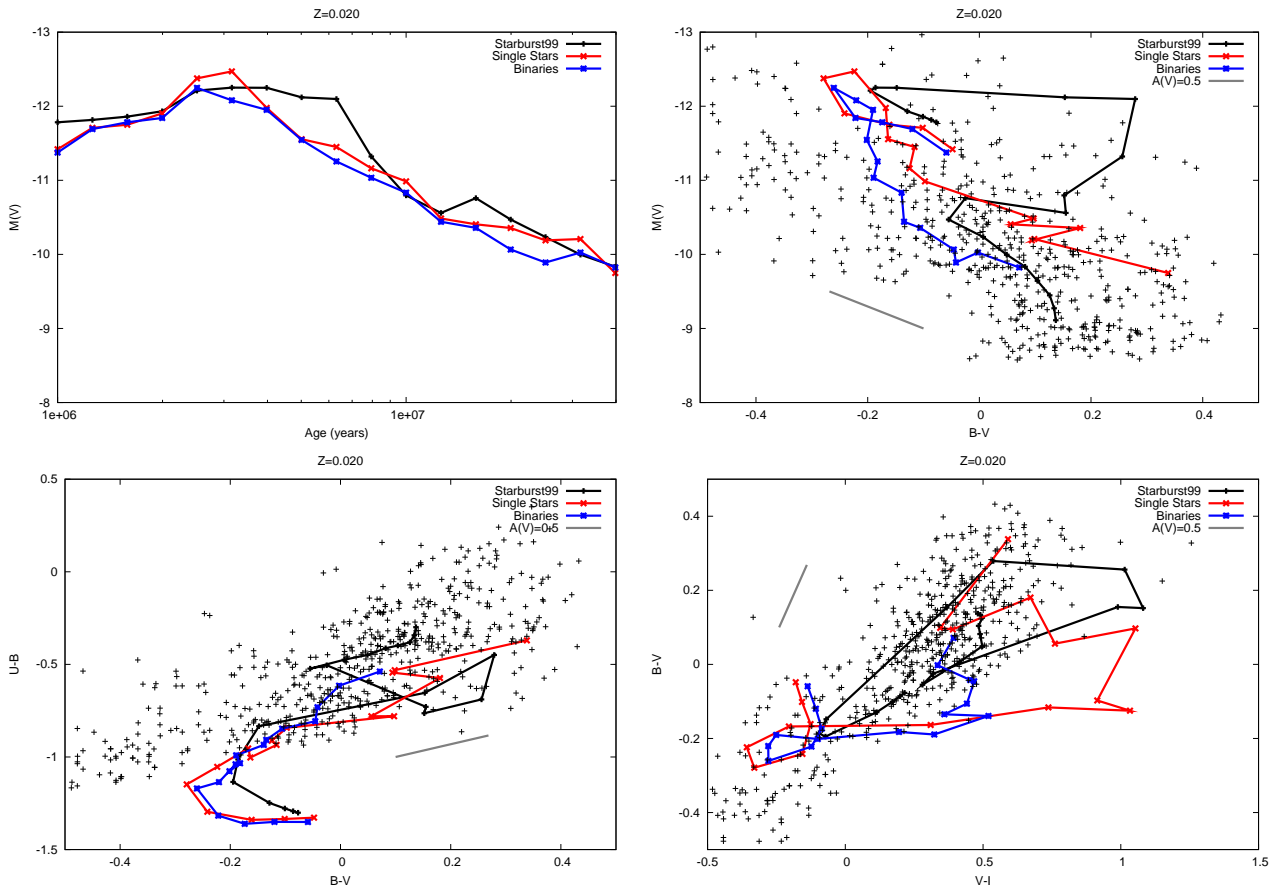 Z=0.020
-13
-12
-11
-10
-9
-8
M(V)
1e+06
1e+07
Age (years)
Starburst99
Single Stars
Binaries
Z=0.020
-13
-12
-11
-10
-9
-8
M(V)
-0.4
-0.2
0
0.2
0.4
B-V
Starburst99
Single Stars
Binaries
A(V)=0.5
Z=0.020
0.5
0
-0.5
-1
-1.5
U-B
-0.4
-0.2
0
0.2
0.4
B-V
Starburst99
Single Stars
Binaries
A(V)=0.5
Z=0.020
0.4
0.2
0
-0.2
-0.4
B-V
-0.5
0
0.5
1
1.5
V-I
Starburst99
Single Stars
Binaries
A(V)=0.5